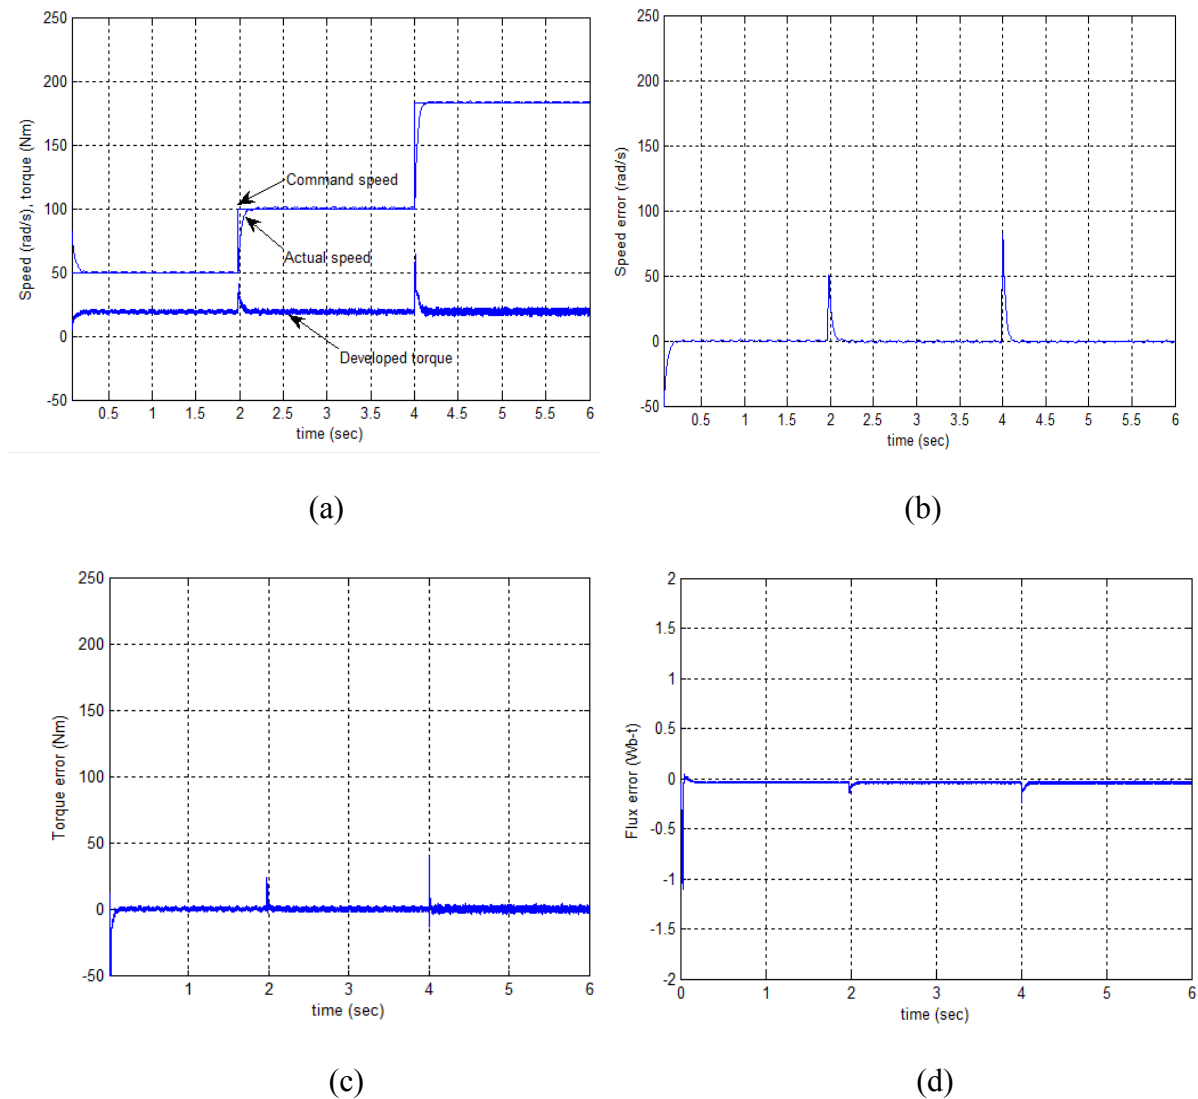 250
200
150
100
50
0
-50
Speed (rad/s), torque (Nm)
Command speed
Actual speed
Developed torque
0.5 1 1.5 2 2.5 3 3.5 4 4.5 5 5.5 6
time (sec)
(a)
250
200
150
100
50
0
-50
Speed error (rad/s)
0.5 1 1.5 2 2.5 3 3.5 4 4.5 5 5.5 6
time (sec)
(b)
250
200
150
100
50
0
-50
Torque error (Nm)
1 2 3 4 5 6
time (sec)
(c)
2
1.5
1
0.5
0
-0.5
-1
-1.5
-2
Flux error (Wb-t)
0 1 2 3 4 5 6
time (sec)
(d)